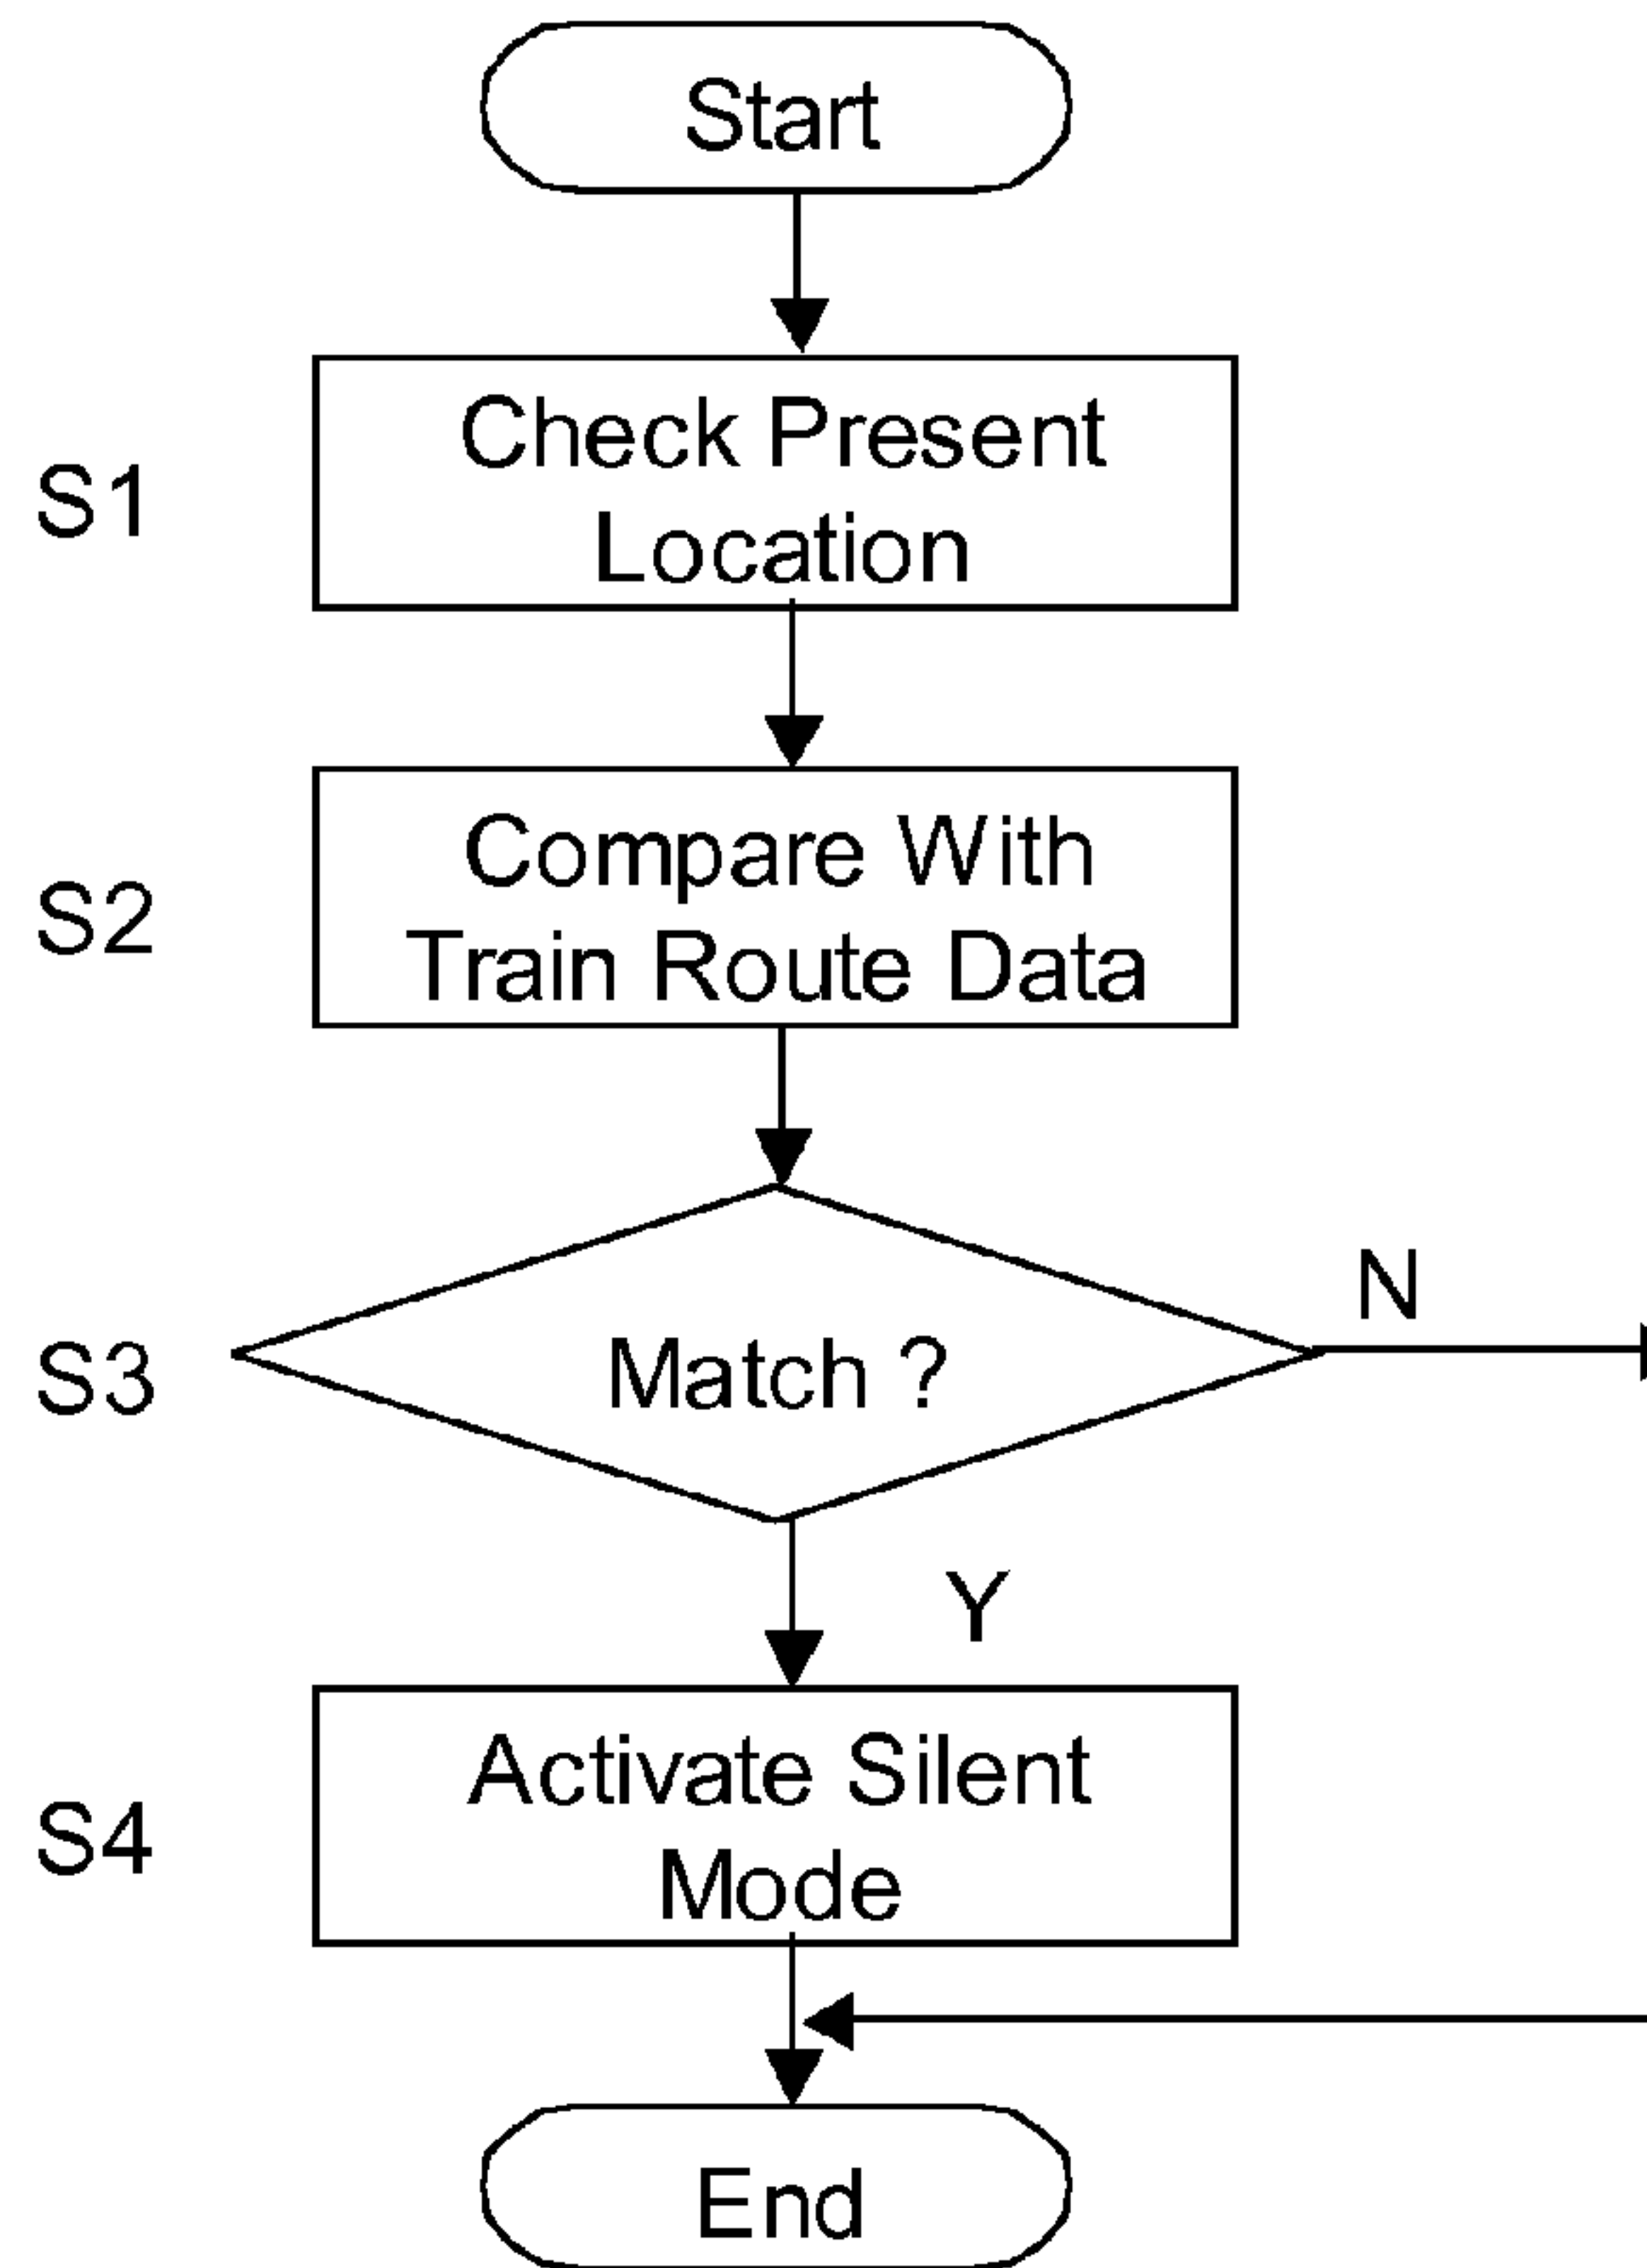 Start
S1
Check Present
Location
S2
Compare With
Train Route Data
S3
Match ?
N
Y
S4
Activate Silent
Mode
End